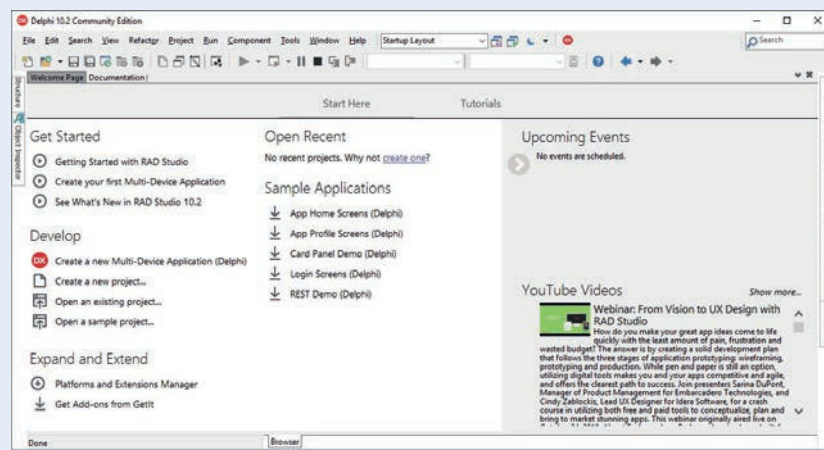 Delphi 10.2 Community Edition
File Edit Search View Refactor Project Run Component Tools Window Help Startup Layout Search
Welcome Page Documentation
Structure
Object Inspector
Start Here Tutorials
Get Started
Getting Started with RAD Studio
Create your first Multi-Device Application
See What's New in RAD Studio 10.2
Develop
DX Create a new Multi-Device Application (Delphi)
Create a new project...
Open an existing project...
Open a sample project...
Expand and Extend
Platforms and Extensions Manager
Get Add-ons from GetIt
Open Recent
No recent projects. Why not create one?
Sample Applications
App Home Screens (Delphi)
App Profile Screens (Delphi)
Card Panel Demo (Delphi)
Login Screens (Delphi)
REST Demo (Delphi)
Upcoming Events
No events are scheduled.
YouTube Videos Show more...
Webinar: From Vision to UX Design with
RAD Studio
How do you make your great app ideas come to life
quickly with the least amount of pain, frustration and
wasted budget? The answer is by creating a solid development plan
that follows the three stages of application prototyping: wireframing,
prototyping and production. While pen and paper is still an option,
utilizing digital tools makes you and your apps competitive and agile,
and offers the clearest path to success. Join presenters Sarina DuPont,
Manager of Product Management for Embarcadero Technologies, and
Cindy Zablockis, Lead UX Designer for Idera Software, for a crash
course in utilizing both free and paid tools to conceptualize, plan and
bring to market stunning apps. This webinar originally aired live on
Done Browser